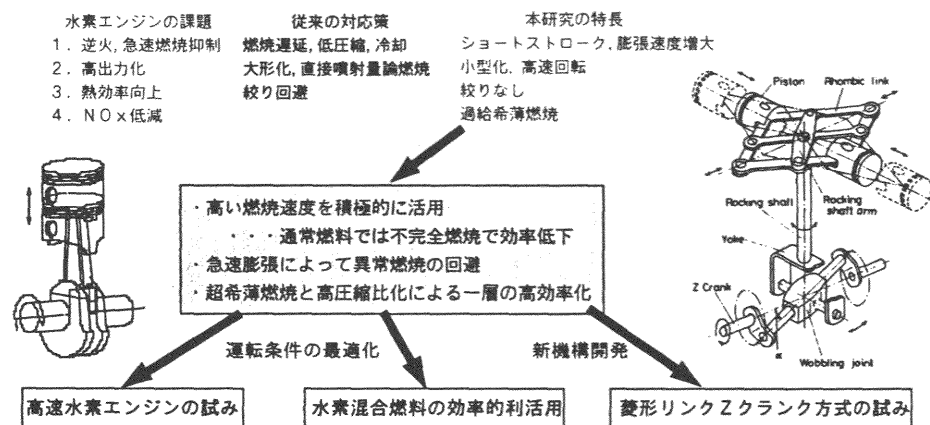 水素エンジンの課題
1．逆火，急速燃焼抑制
2．高出力化
3．熱効率向上
4．ＮＯｘ低減
従来の対応策
燃焼遅延，低圧縮，冷却
大形化，直接噴射量論燃焼
絞り回避
本研究の特長
ショートストローク，膨張速度増大
小型化，高速回転
絞りなし
過給希薄燃焼
Piston
Rhombic link
Rocking shaft
Rocking shaft arm
Yoke
Z Crank
α
Wobbling joint
・高い燃焼速度を積極的に活用
・・・通常燃料では不完全燃焼で効率低下
・急速膨張によって異常燃焼の回避
・超希薄燃焼と高圧縮比化による一層の高効率化
運転条件の最適化
新機構開発
高速水素エンジンの試み
水素混合燃料の効率的利活用
菱形リンクＺクランク方式の試み